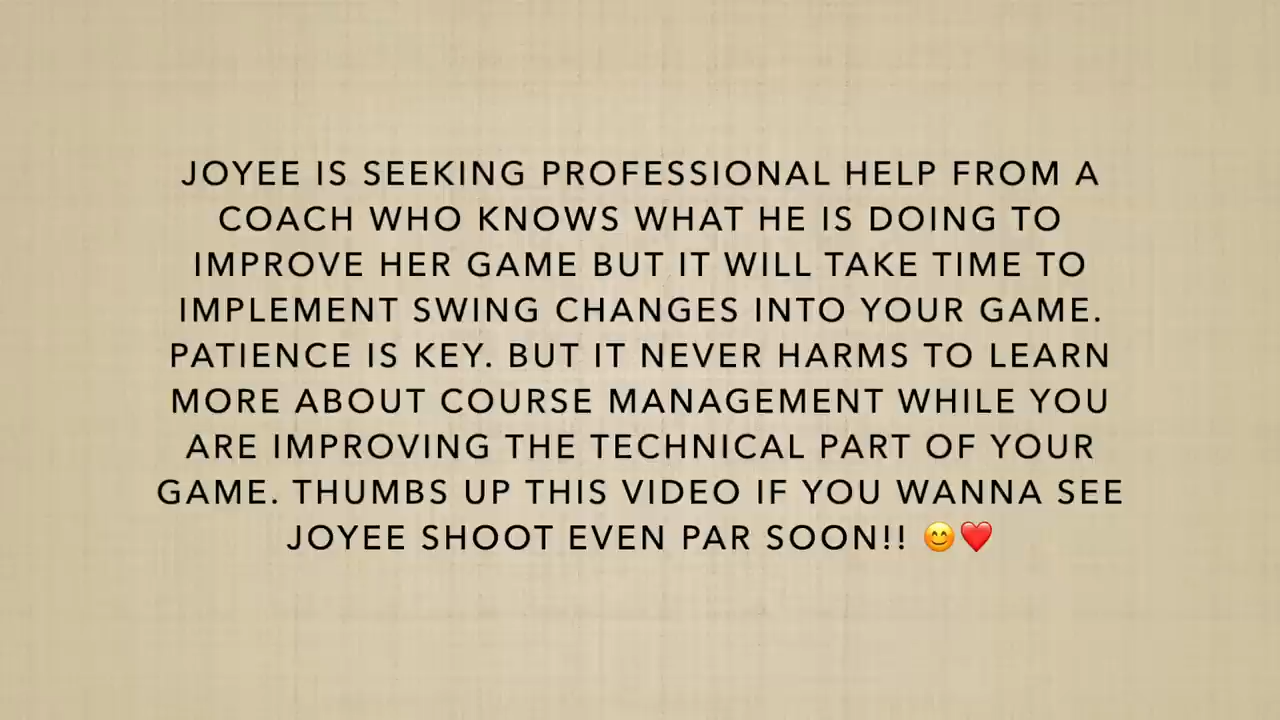 JOYEE IS SEEKING PROFESSIONAL HELP FROM A
COACH WHO KNOWS WHAT HE IS DOING TO
IMPROVE HER GAME BUT IT WILL TAKE TIME TO
IMPLEMENT SWING CHANGES INTO YOUR GAME.
PATIENCE IS KEY. BUT IT NEVER HARMS TO LEARN
MORE ABOUT COURSE MANAGEMENT WHILE YOU
ARE IMPROVING THE TECHNICAL PART OF YOUR
GAME. THUMBS UP THIS VIDEO IF YOU WANNA SEE
JOYEE SHOOT EVEN PAR SOON!! 😊❤️